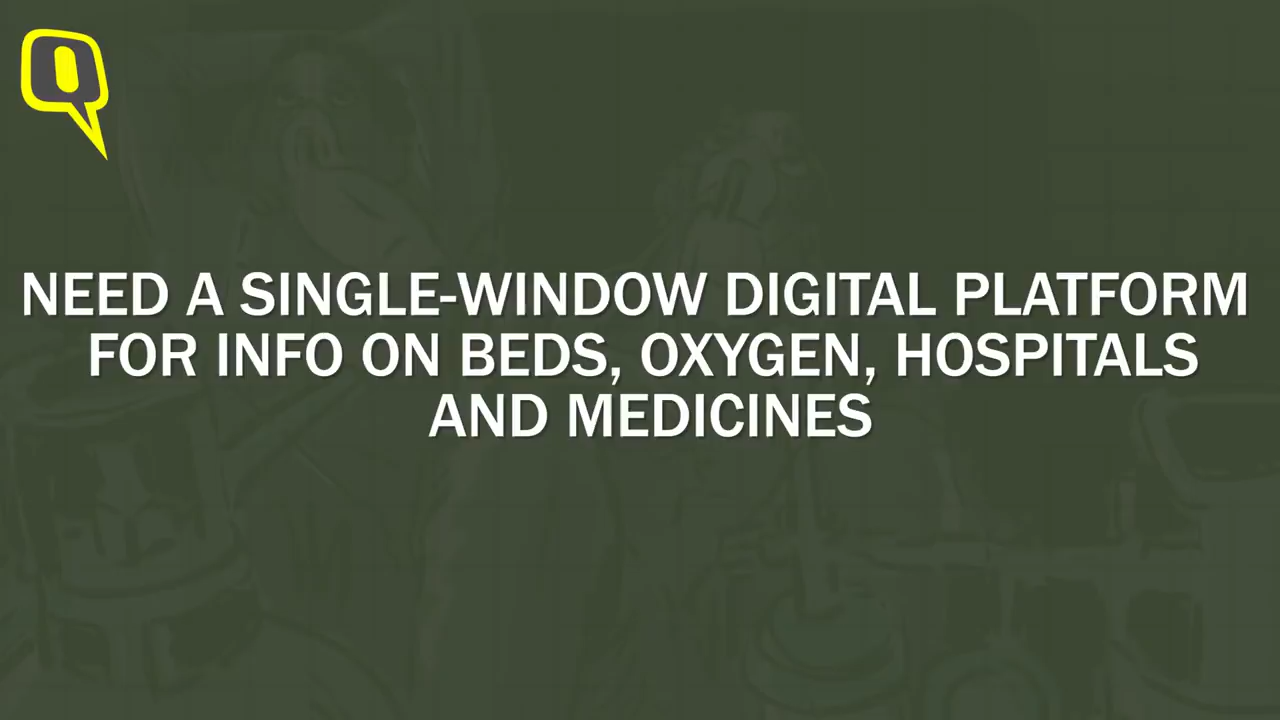 NEED A SINGLE-WINDOW DIGITAL PLATFORM
FOR INFO ON BEDS, OXYGEN, HOSPITALS
AND MEDICINES